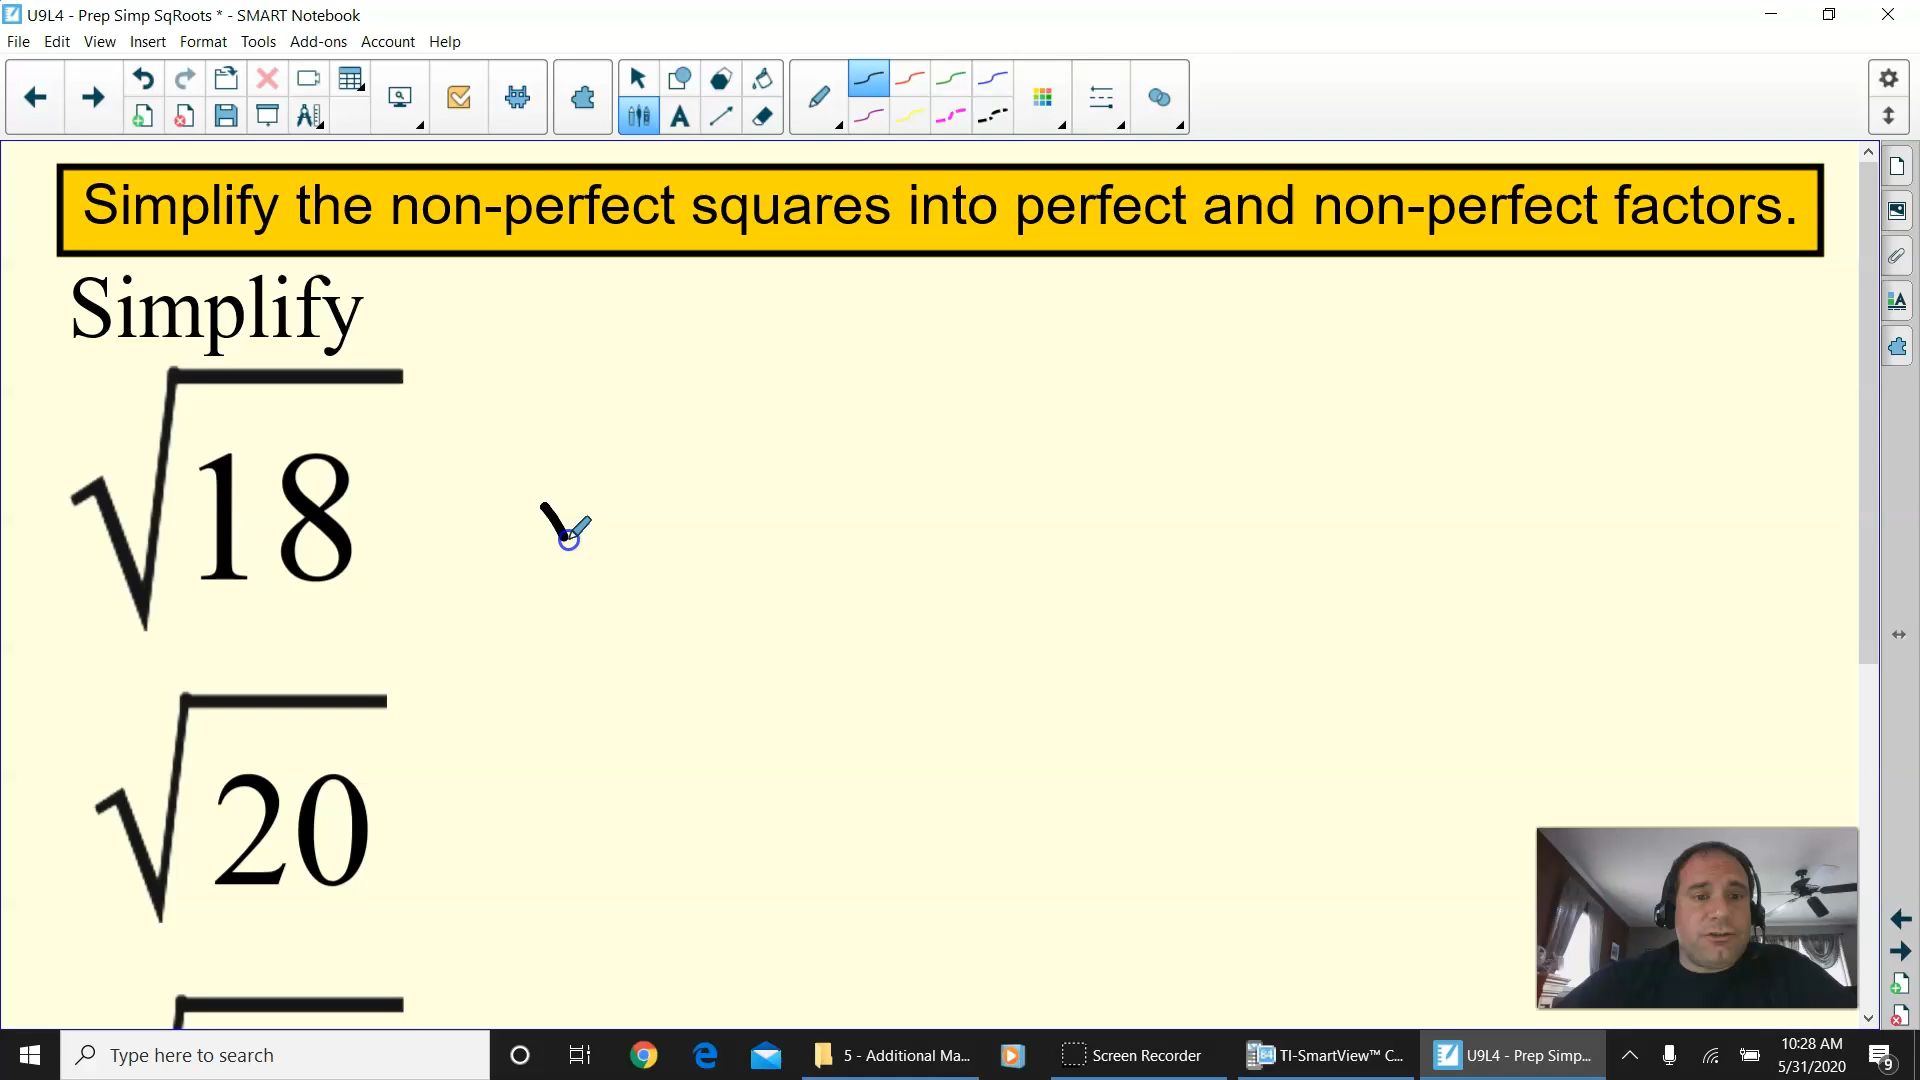 U9L4 - Prep Simp SqRoots * - SMART Notebook
File Edit View Insert Format Tools Add-ons Account Help
Simplify the non-perfect squares into perfect and non-perfect factors.
Simplify
√18
√20
Type here to search
5 - Additional Ma...
Screen Recorder
84 TI-SmartView™ C...
U9L4 - Prep Simp...
10:28 AM
5/31/2020
9